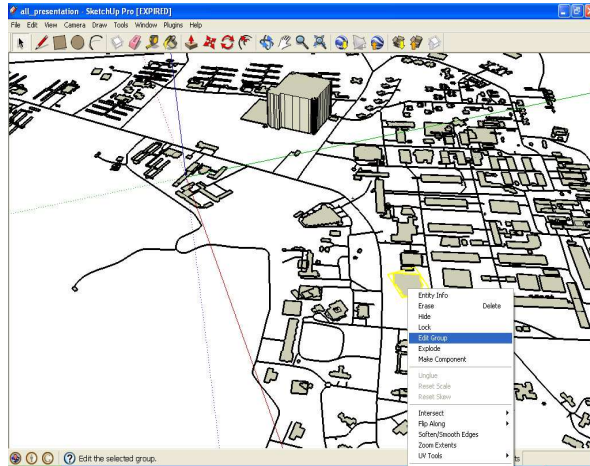 all_presentation - SketchUp Pro [EXPIRED]
File Edit View Camera Draw Tools Window Plugins Help
Entity Info
Erase Delete
Hide
Lock
Edit Group
Explode
Make Component
Unglue
Reset Scale
Reset Skew
Intersect
Flip Along
Soften/Smooth Edges
Zoom Extents
UV Tools
Edit the selected group.